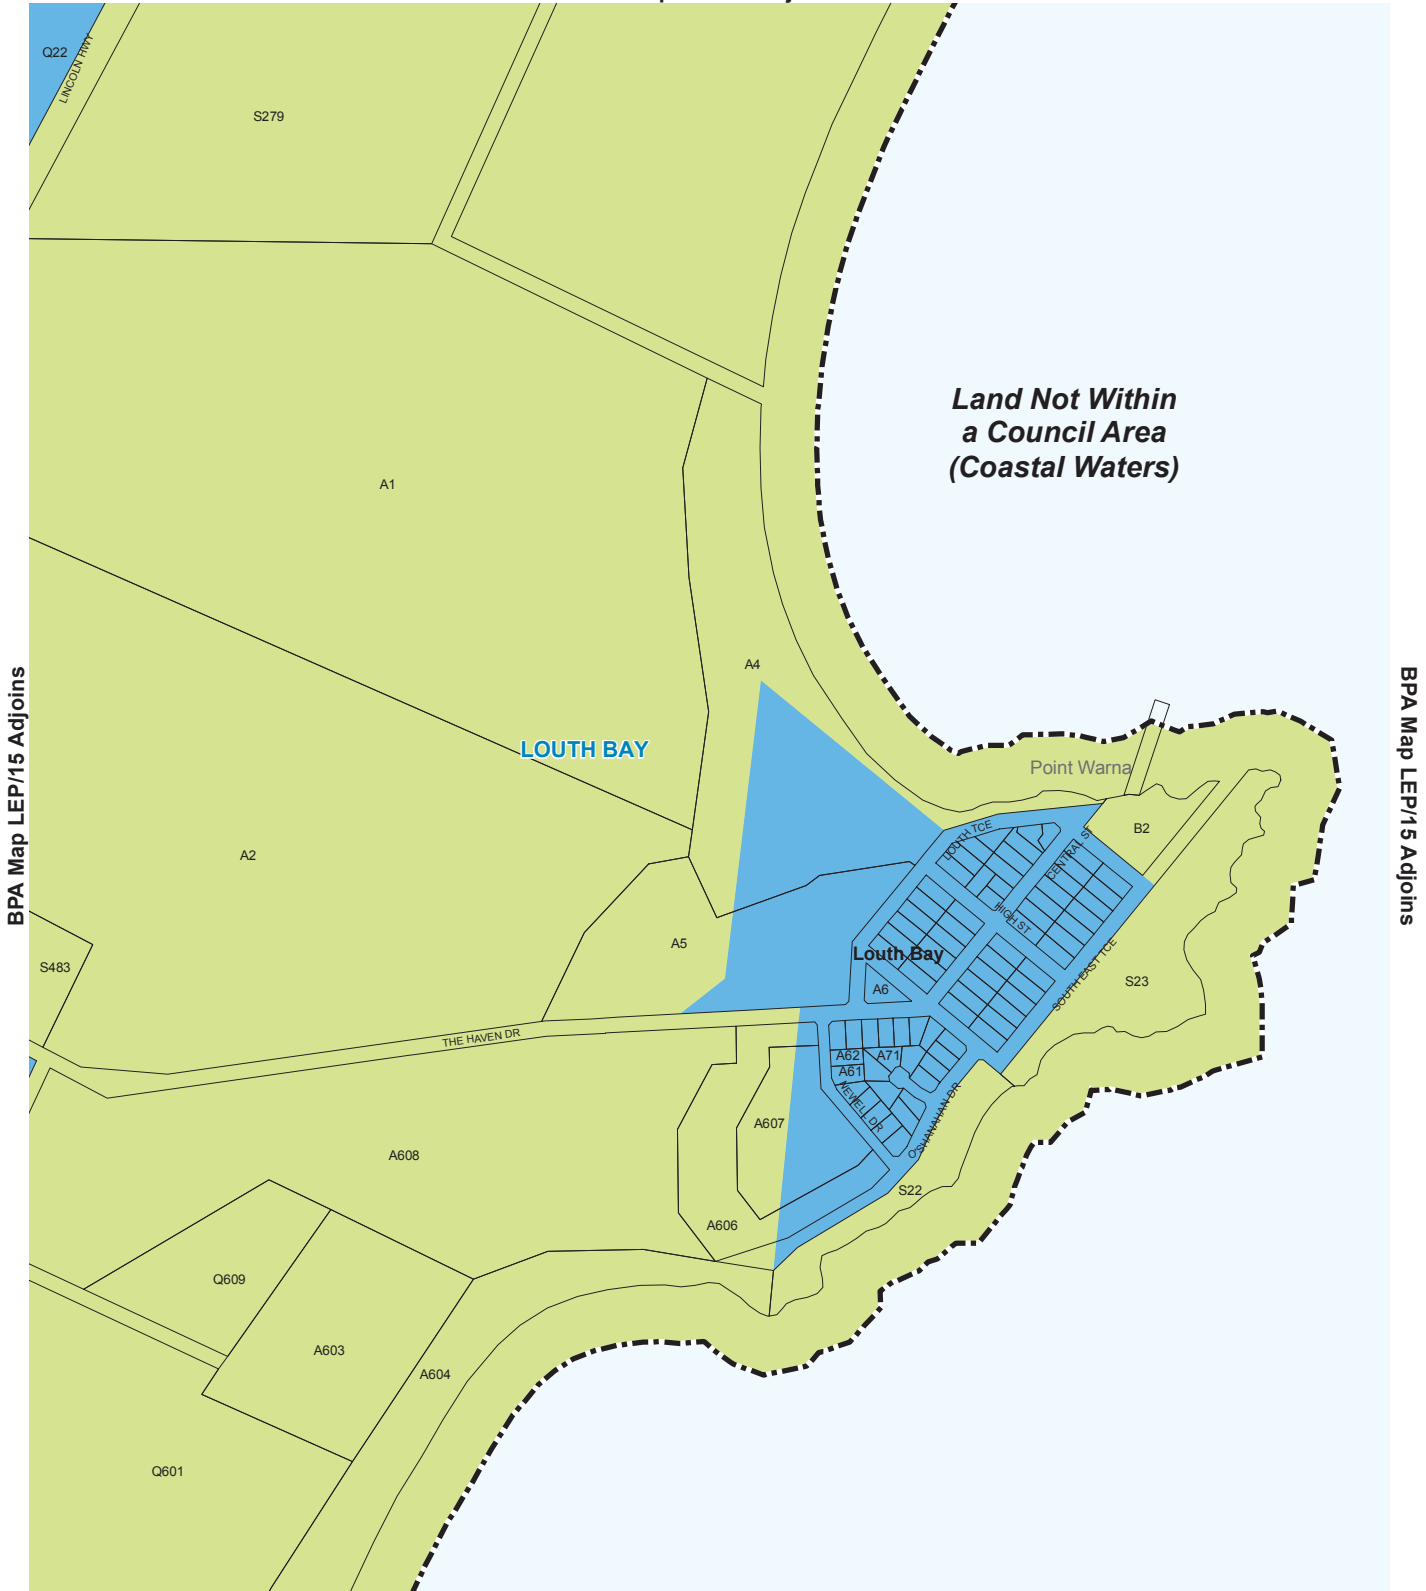 Q22
LINCOLN HWY
S279
Land Not Within
a Council Area
(Coastal Waters)
A1
A4
BPA Map LEP/15 Adjoins
BPA Map LEP/15 Adjoins
LOUTH BAY
Point Warna
LOUTH TCE
CENTRAL ST
B2
A2
HIGH ST
A5
Louth Bay
S483
A6
SOUTH EAST TCE
S23
THE HAVEN DR
A62
A71
A61
NEWELL DR
O'SHANAHAN DR
A607
A608
S22
A606
Q609
A603
A604
Q601